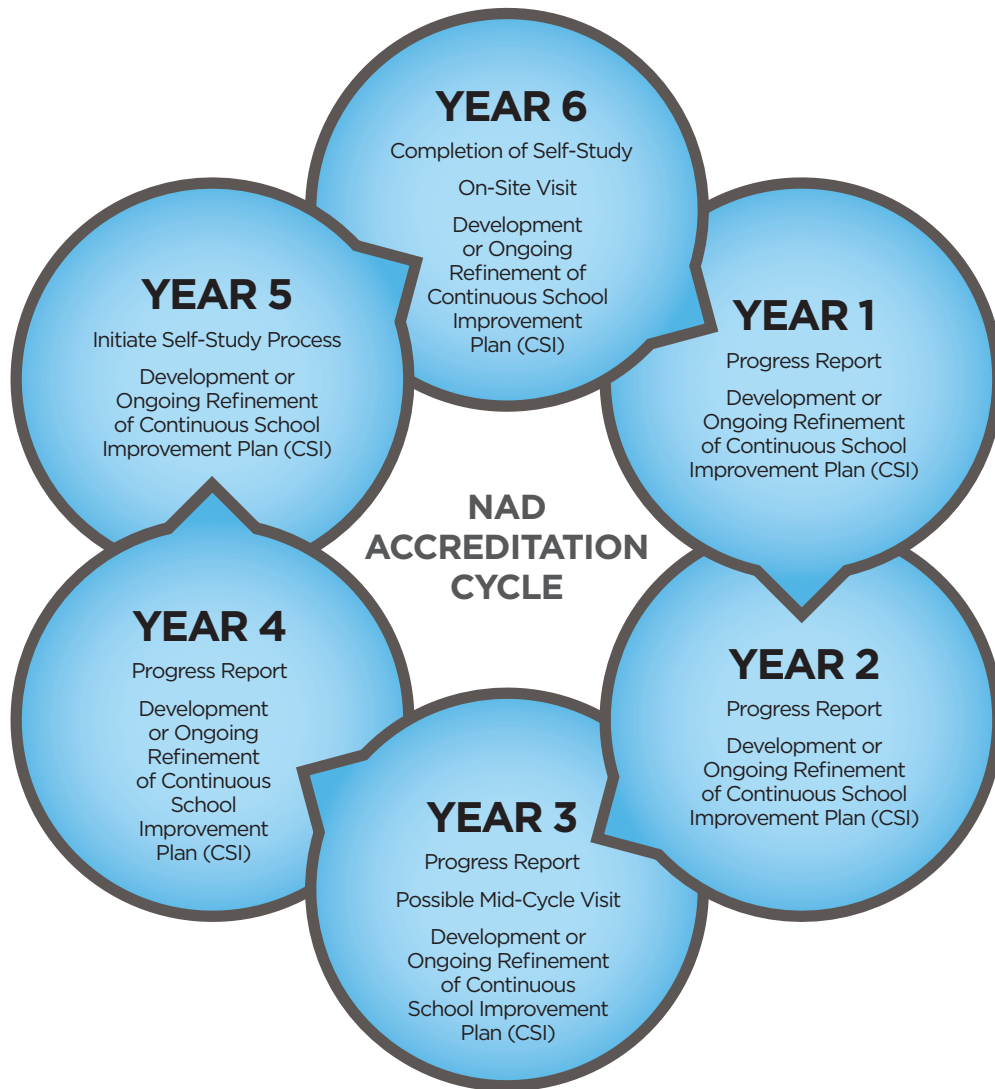 YEAR 6
Completion of Self-Study
On-Site Visit
Development
or Ongoing
Refinement of
Continuous School
Improvement
Plan (CSI)
YEAR 1
Progress Report
Development or
Ongoing Refinement
of Continuous School
Improvement Plan (CSI)
YEAR 2
Progress Report
Development or
Ongoing Refinement
of Continuous School
Improvement Plan (CSI)
YEAR 3
Progress Report
Possible Mid-Cycle Visit
Development or
Ongoing Refinement
of Continuous
School Improvement
Plan (CSI)
YEAR 4
Progress Report
Development
or Ongoing
Refinement
of Continuous
School
Improvement
Plan (CSI)
YEAR 5
Initiate Self-Study Process
Development or
Ongoing Refinement
of Continuous School
Improvement Plan (CSI)
NAD
ACCREDITATION
CYCLE